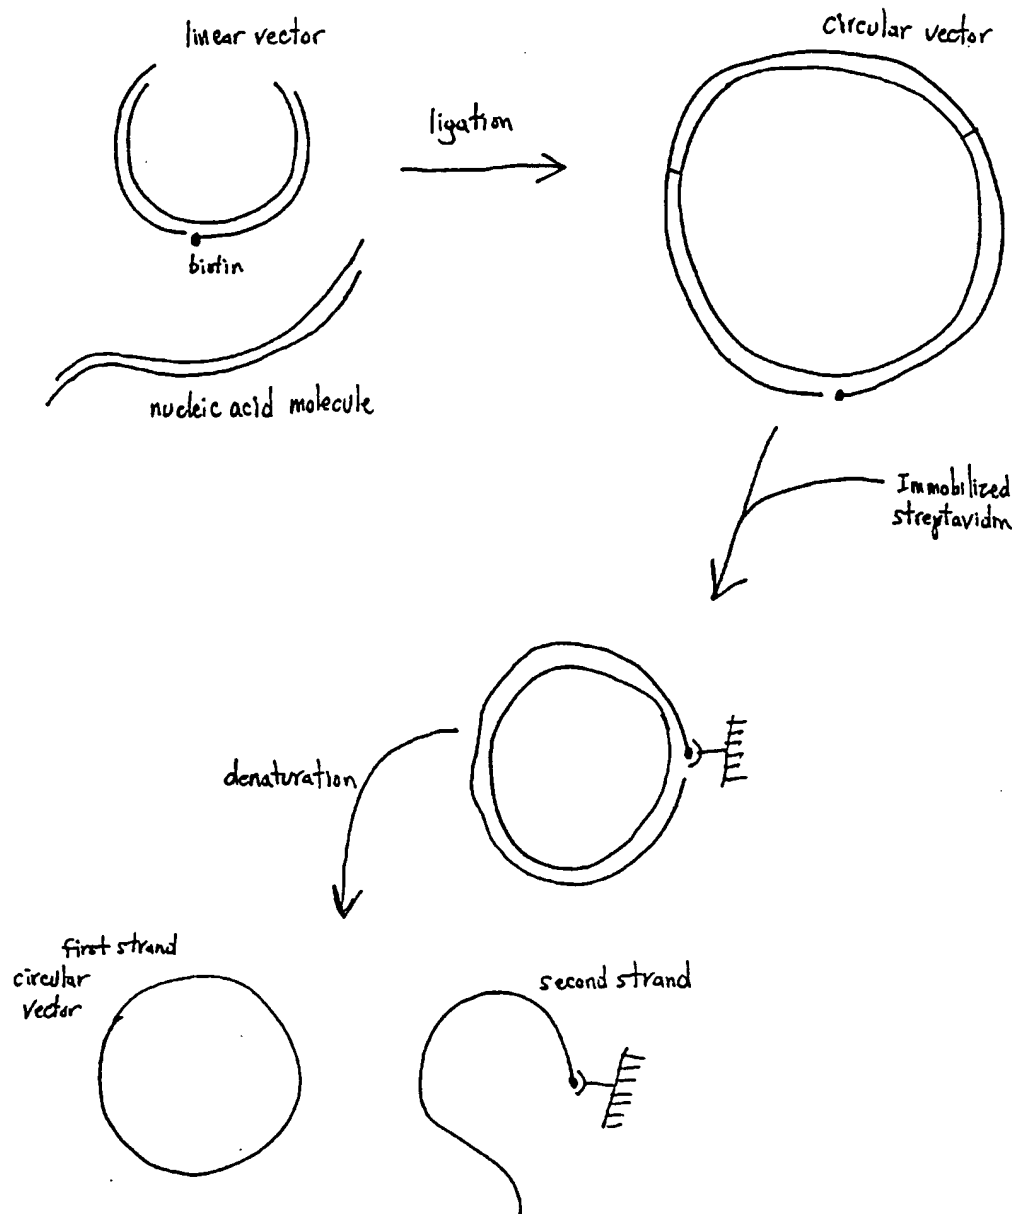 linear vector
circular vector
ligation
biotin
nucleic acid molecule
Immobilized
streptavidin
denaturation
first strand
circular
vector
second strand